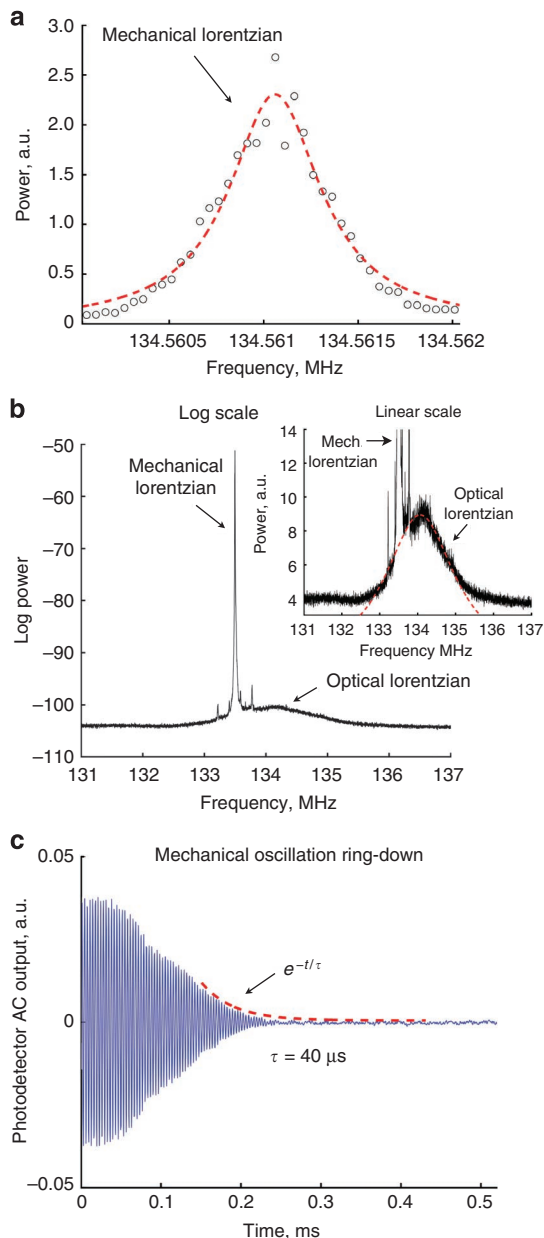 a
Mechanical lorentzian
3.0
2.5
2.0
1.5
1.0
0.5
0
Power, a.u.
134.5605 134.561 134.5615 134.562
Frequency, MHz
b
Log scale
−50
−60
−70
−80
−90
−100
−110
Log power
Mechanical
lorentzian
Optical lorentzian
131 132 133 134 135 136 137
Frequency, MHz
Linear scale
14
12
10
8
6
4
Power, a.u.
Mech.
lorentzian
Optical
lorentzian
131 132 133 134 135 136 137
Frequency MHz
c
Mechanical oscillation ring-down
0.05
0
−0.05
Photodetector AC output, a.u.
e−t/τ
τ = 40 μs
0 0.1 0.2 0.3 0.4 0.5
Time, ms